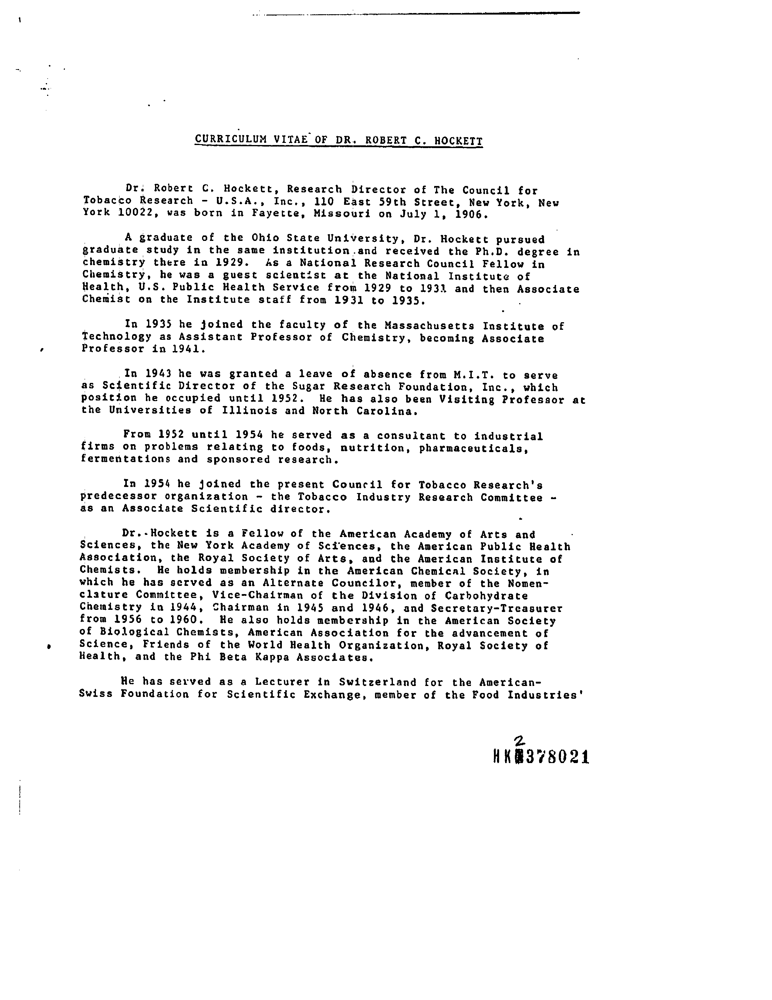 CURRICULUM VITAE OF DR. ROBERT C. HOCKETT
Dr. Robert C. Hockett, Research Director of The Council for
Tobacco Research - U.S.A., Inc., 110 East 59th Street, New York, New
York 10022, was born in Fayette, Missouri on July 1, 1906.
A graduate of the Ohio State University, Dr. Hockett pursued
graduate study in the same institution and received the Ph.D. degree in
chemistry there in 1929. As a National Research Council Fellow in
Chemistry, he was a guest scientist at the National Institute of
Health, U.S. Public Health Service from 1929 to 1931 and then Associate
Chemist on the Institute staff from 1931 to 1935.
In 1935 he joined the faculty of the Massachusetts Institute of
Technology as Assistant Professor of Chemistry, becoming Associate
Professor in 1941.
In 1943 he was granted a leave of absence from M.I.T. to serve
as Scientific Director of the Sugar Research Foundation, Inc., which
position he occupied until 1952. He has also been Visiting Professor at
the Universities of Illinois and North Carolina.
From 1952 until 1954 he served as a consultant to industrial
firms on problems relating to foods, nutrition, pharmaceuticals,
fermentations and sponsored research.
In 1954 he joined the present Council for Tobacco Research's
predecessor organization - the Tobacco Industry Research Committee -
as an Associate Scientific director.
Dr. Hockett is a Fellow of the American Academy of Arts and
Sciences, the New York Academy of Sciences, the American Public Health
Association, the Royal Society of Arts, and the American Institute of
Chemists. He holds membership in the American Chemical Society, in
which he has served as an Alternate Councilor, member of the Nomen-
clature Committee, Vice-Chairman of the Division of Carbohydrate
Chemistry in 1944, Chairman in 1945 and 1946, and Secretary-Treasurer
from 1956 to 1960. He also holds membership in the American Society
of Biological Chemists, American Association for the advancement of
Science, Friends of the World Health Organization, Royal Society of
Health, and the Phi Beta Kappa Associates.
He has served as a Lecturer in Switzerland for the American-
Swiss Foundation for Scientific Exchange, member of the Food Industries'
2
HK 378021